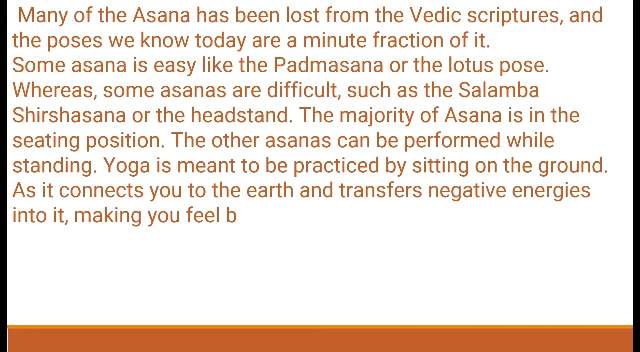 Many of the Asana has been lost from the Vedic scriptures, and
the poses we know today are a minute fraction of it.
Some asana is easy like the Padmasana or the lotus pose.
Whereas, some asanas are difficult, such as the Salamba
Shirshasana or the headstand. The majority of Asana is in the
seating position. The other asanas can be performed while
standing. Yoga is meant to be practiced by sitting on the ground.
As it connects you to the earth and transfers negative energies
into it, making you feel b